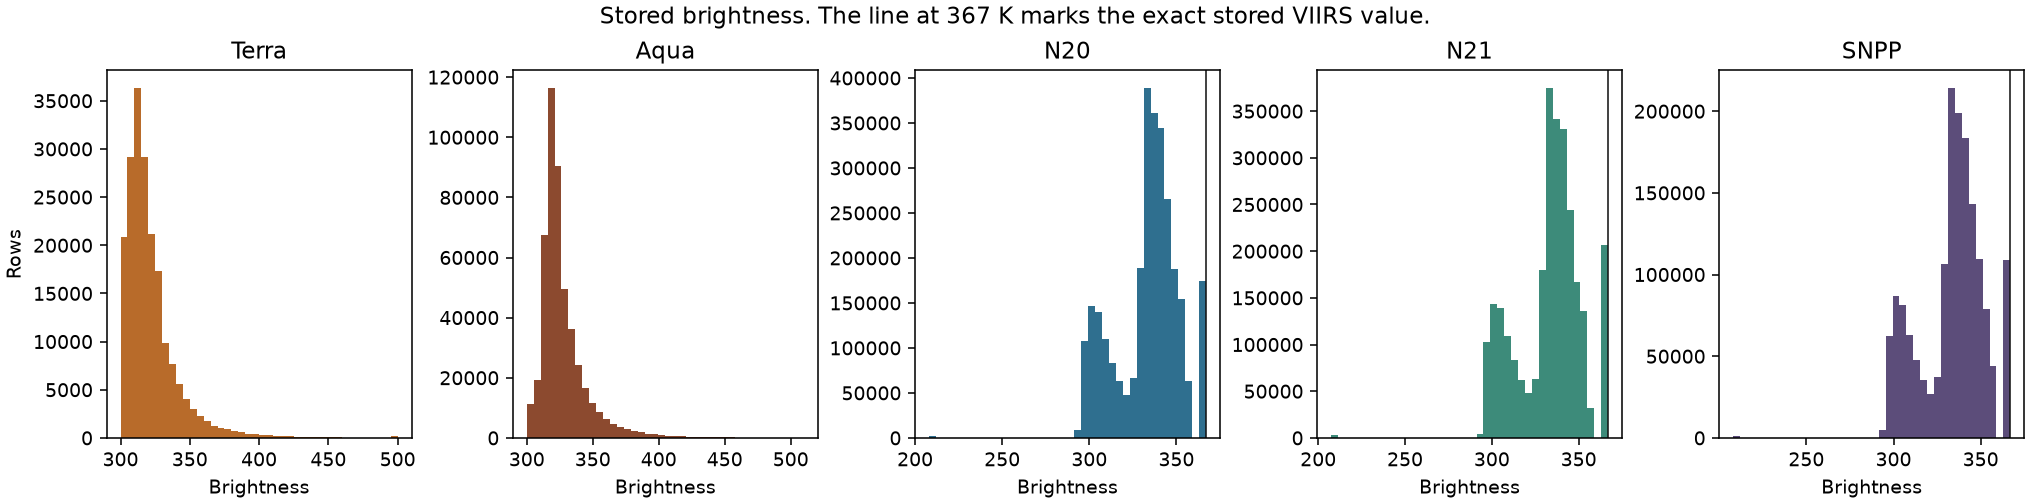 Stored brightness. The line at 367 K marks the exact stored VIIRS value.
Terra
Rows
35000
30000
25000
20000
15000
10000
5000
0
300 350 400 450 500
Brightness
Aqua
120000
100000
80000
60000
40000
20000
0
300 350 400 450 500
Brightness
N20
400000
350000
300000
250000
200000
150000
100000
50000
0
200 250 300 350
Brightness
N21
350000
300000
250000
200000
150000
100000
50000
0
200 250 300 350
Brightness
SNPP
200000
150000
100000
50000
0
250 300 350
Brightness